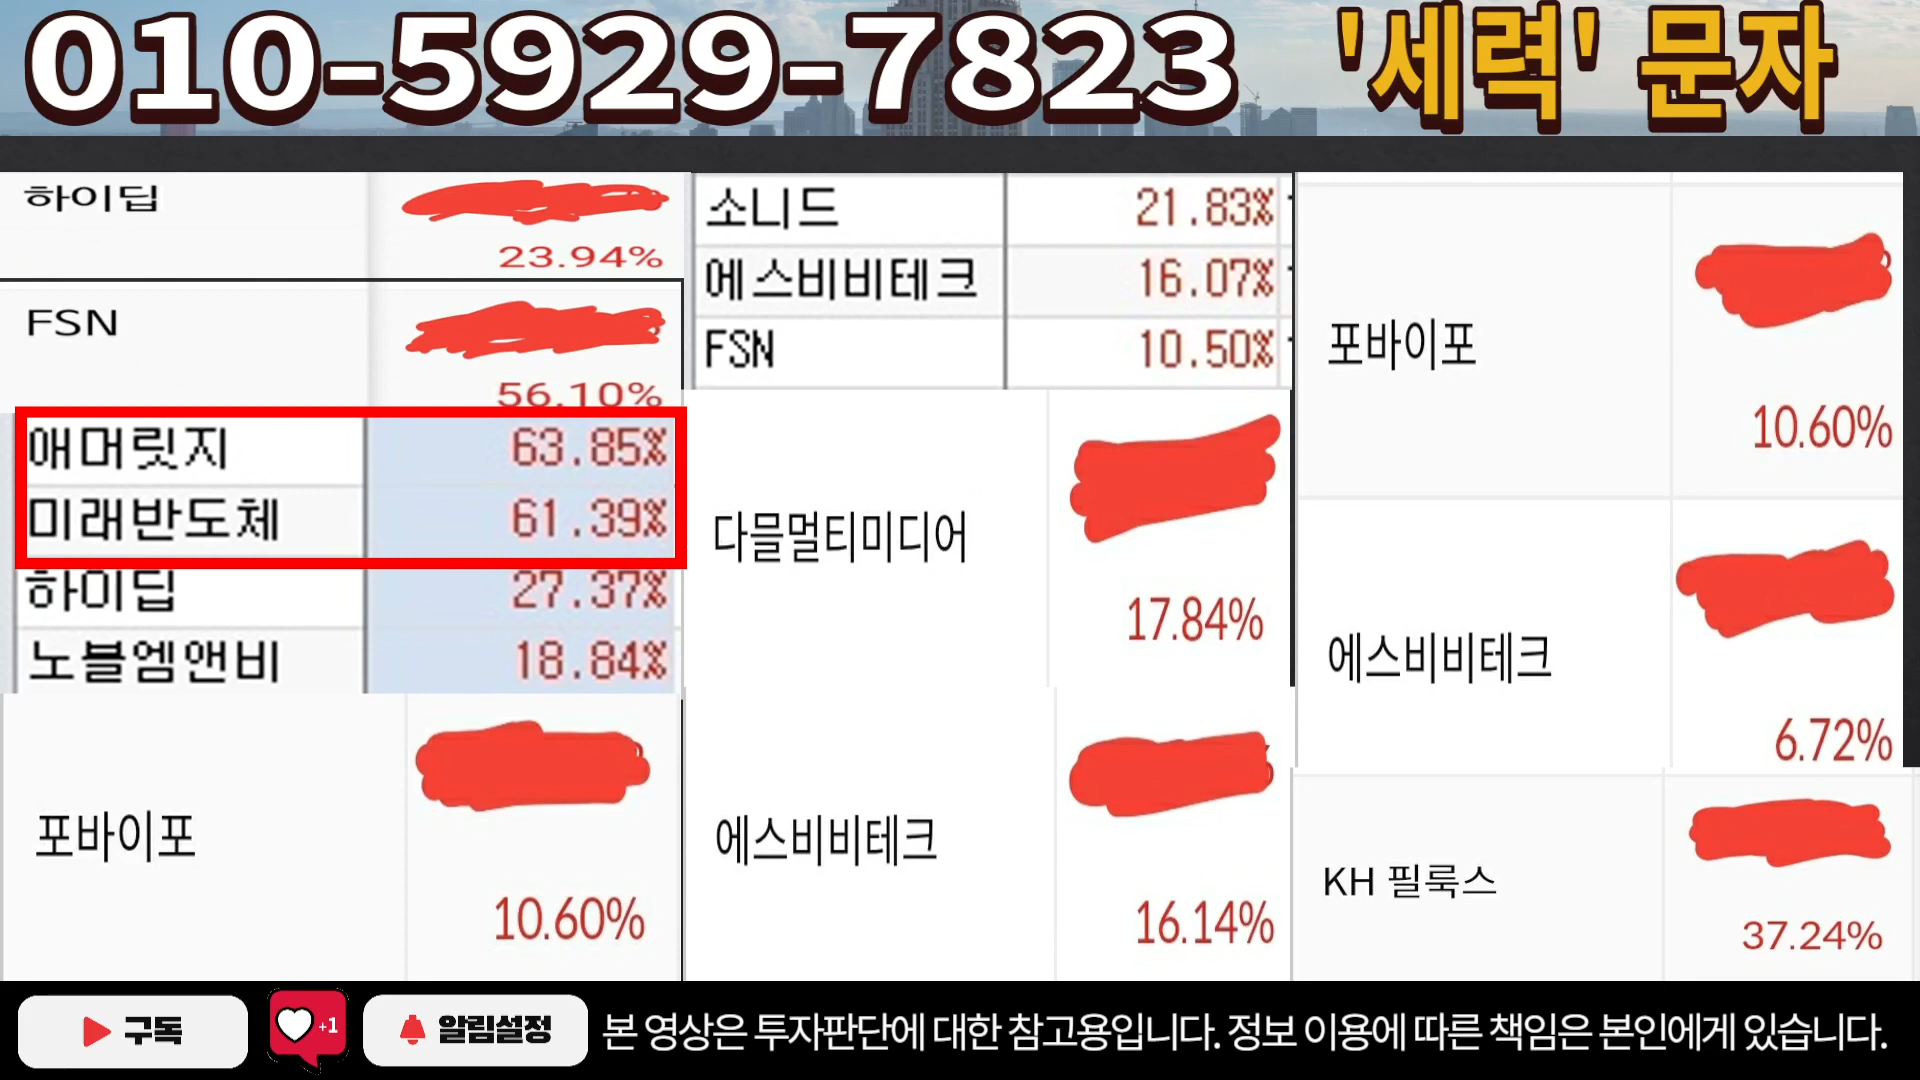 010-5929-7823 '세력' 문자
하이딥
23.94%
FSN
56.10%
애머릿지 63.85%
미래반도체 61.39%
하이딥 27.37%
노블엠앤비 18.84%
포바이포
10.60%
소니드 21.83%
에스비비테크 16.07%
FSN 10.50%
다믈멀티미디어
17.84%
에스비비테크
16.14%
포바이포
10.60%
에스비비테크
6.72%
KH 필룩스
37.24%
구독 +1 알림설정 본 영상은 투자판단에 대한 참고용입니다. 정보 이용에 따른 책임은 본인에게 있습니다.